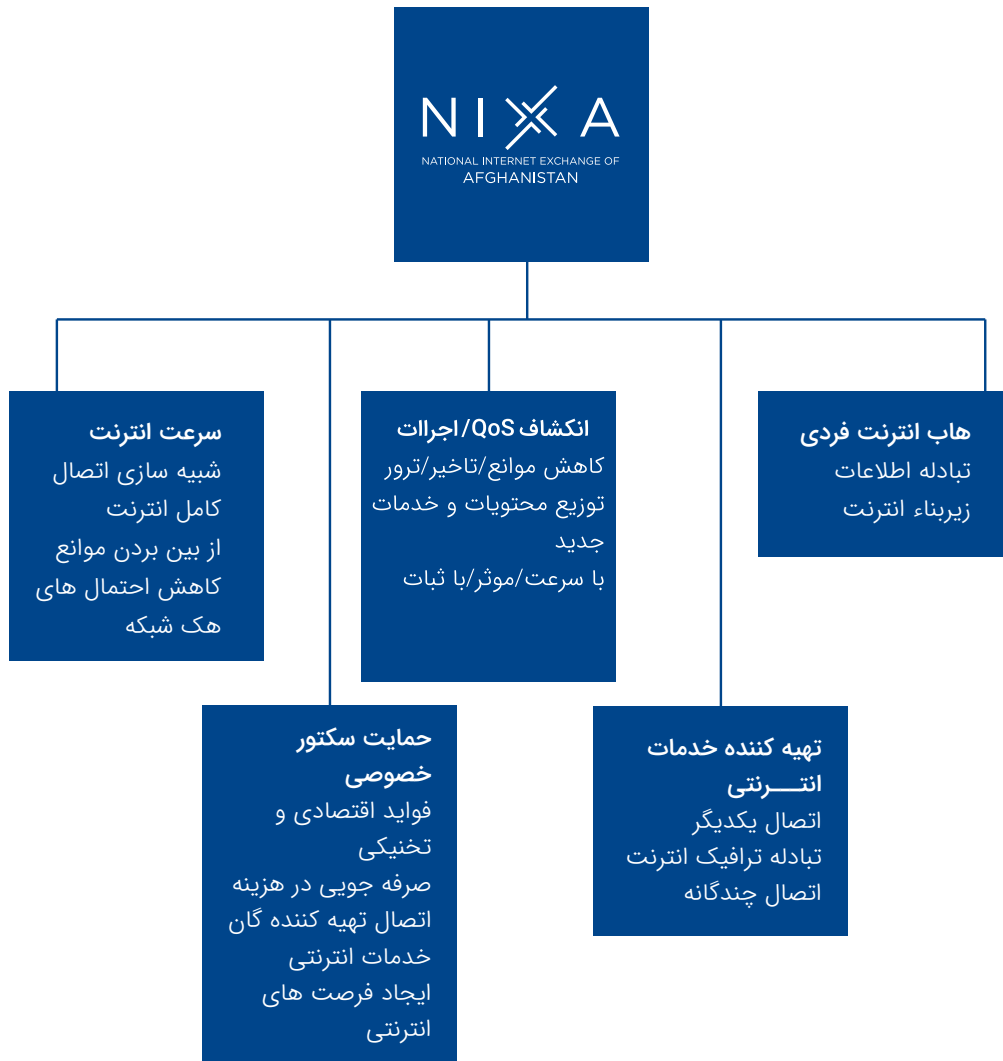 NIXA
NATIONAL INTERNET EXCHANGE OF
AFGHANISTAN
هاب انترنت فردی
تبادله اطلاعات
زیربناء انترنت
انکشاف QoS/اجراات
کاهش موانع/تاخیر/ترور
توزیع محتویات و خدمات
جدید
با سرعت/موثر/با ثبات
سرعت انترنت
شبیه سازی اتصال
کامل انترنت
از بین بردن موانع
کاهش احتمال های
هک شبکه
تهیه کننده خدمات
انتـــرنتی
اتصال یکدیگر
تبادله ترافیک انترنت
اتصال چندگانه
حمایت سکتور
خصوصی
فواید اقتصادی و
تخنیکی
صرفه جویی در هزینه
اتصال تهیه کننده گان
خدمات انترنتی
ایجاد فرصت های
انترنتی